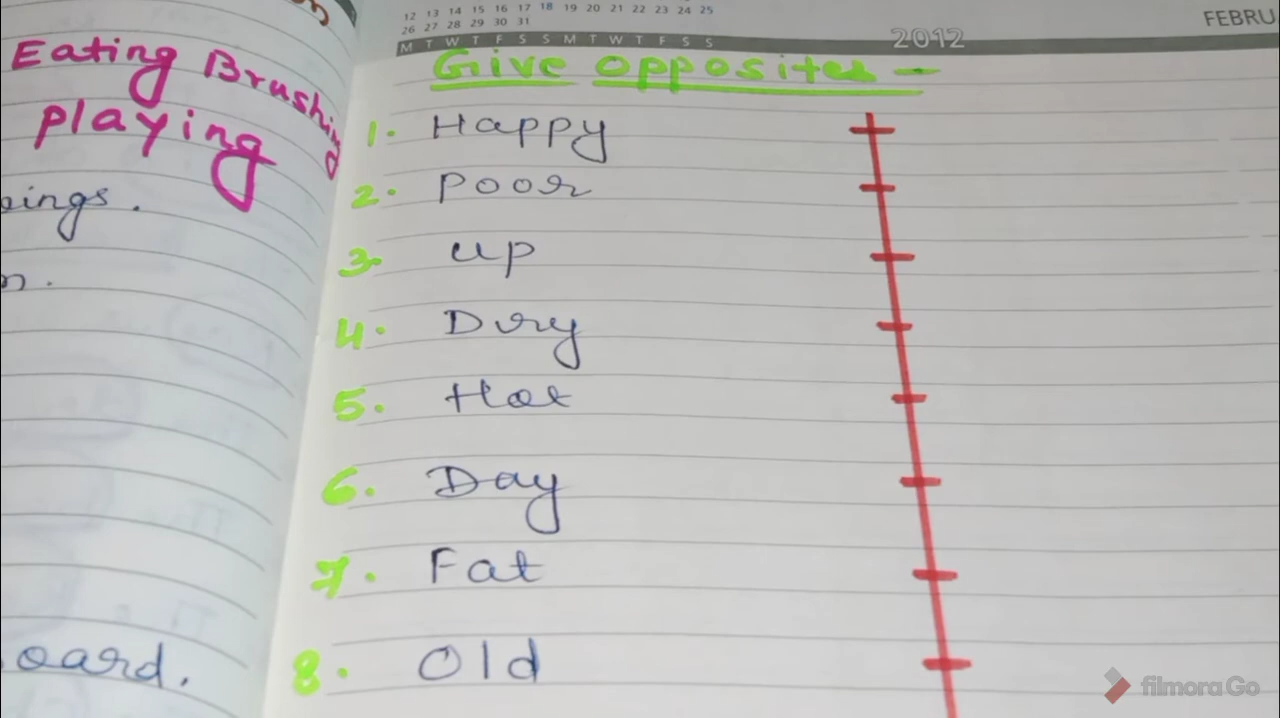 Eating Brushing
playing
ings.
oard.
12 13 14 15 16 17 18 19 20 21 22 23 24 25
26 27 28 29 30 31
M T W T F S S M T W T F S S
2012
FEBRU
Give opposites -
1. Happy
2. Poor
3. up
4. Dry
5. Hot
6. Day
7. Fat
8. Old
filmoraGo